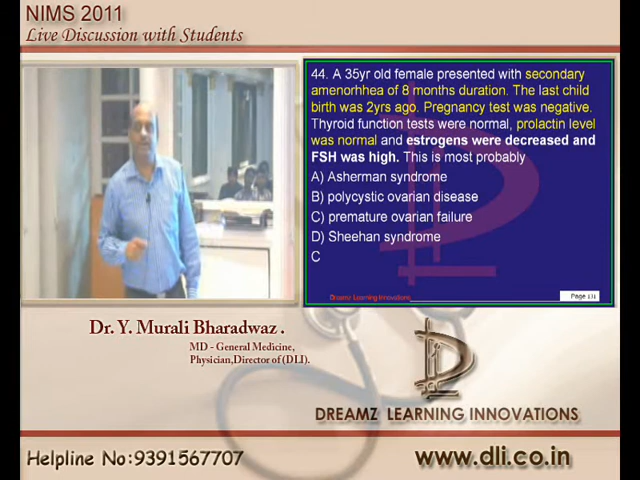 NIMS 2011
Live Discussion with Students
44. A 35yr old female presented with secondary
amenorrhea of 8 months duration. The last child
birth was 2yrs ago. Pregnancy test was negative.
Thyroid function tests were normal, prolactin level
was normal and estrogens were decreased and
FSH was high. This is most probably
A) Asherman syndrome
B) polycystic ovarian disease
C) premature ovarian failure
D) Sheehan syndrome
C
Dreamz Learning Innovations
Dr. Y. Murali Bharadwaz .
MD - General Medicine,
Physician,Director of (DLI).
DREAMZ LEARNING INNOVATIONS
Helpline No:9391567707
www.dli.co.in